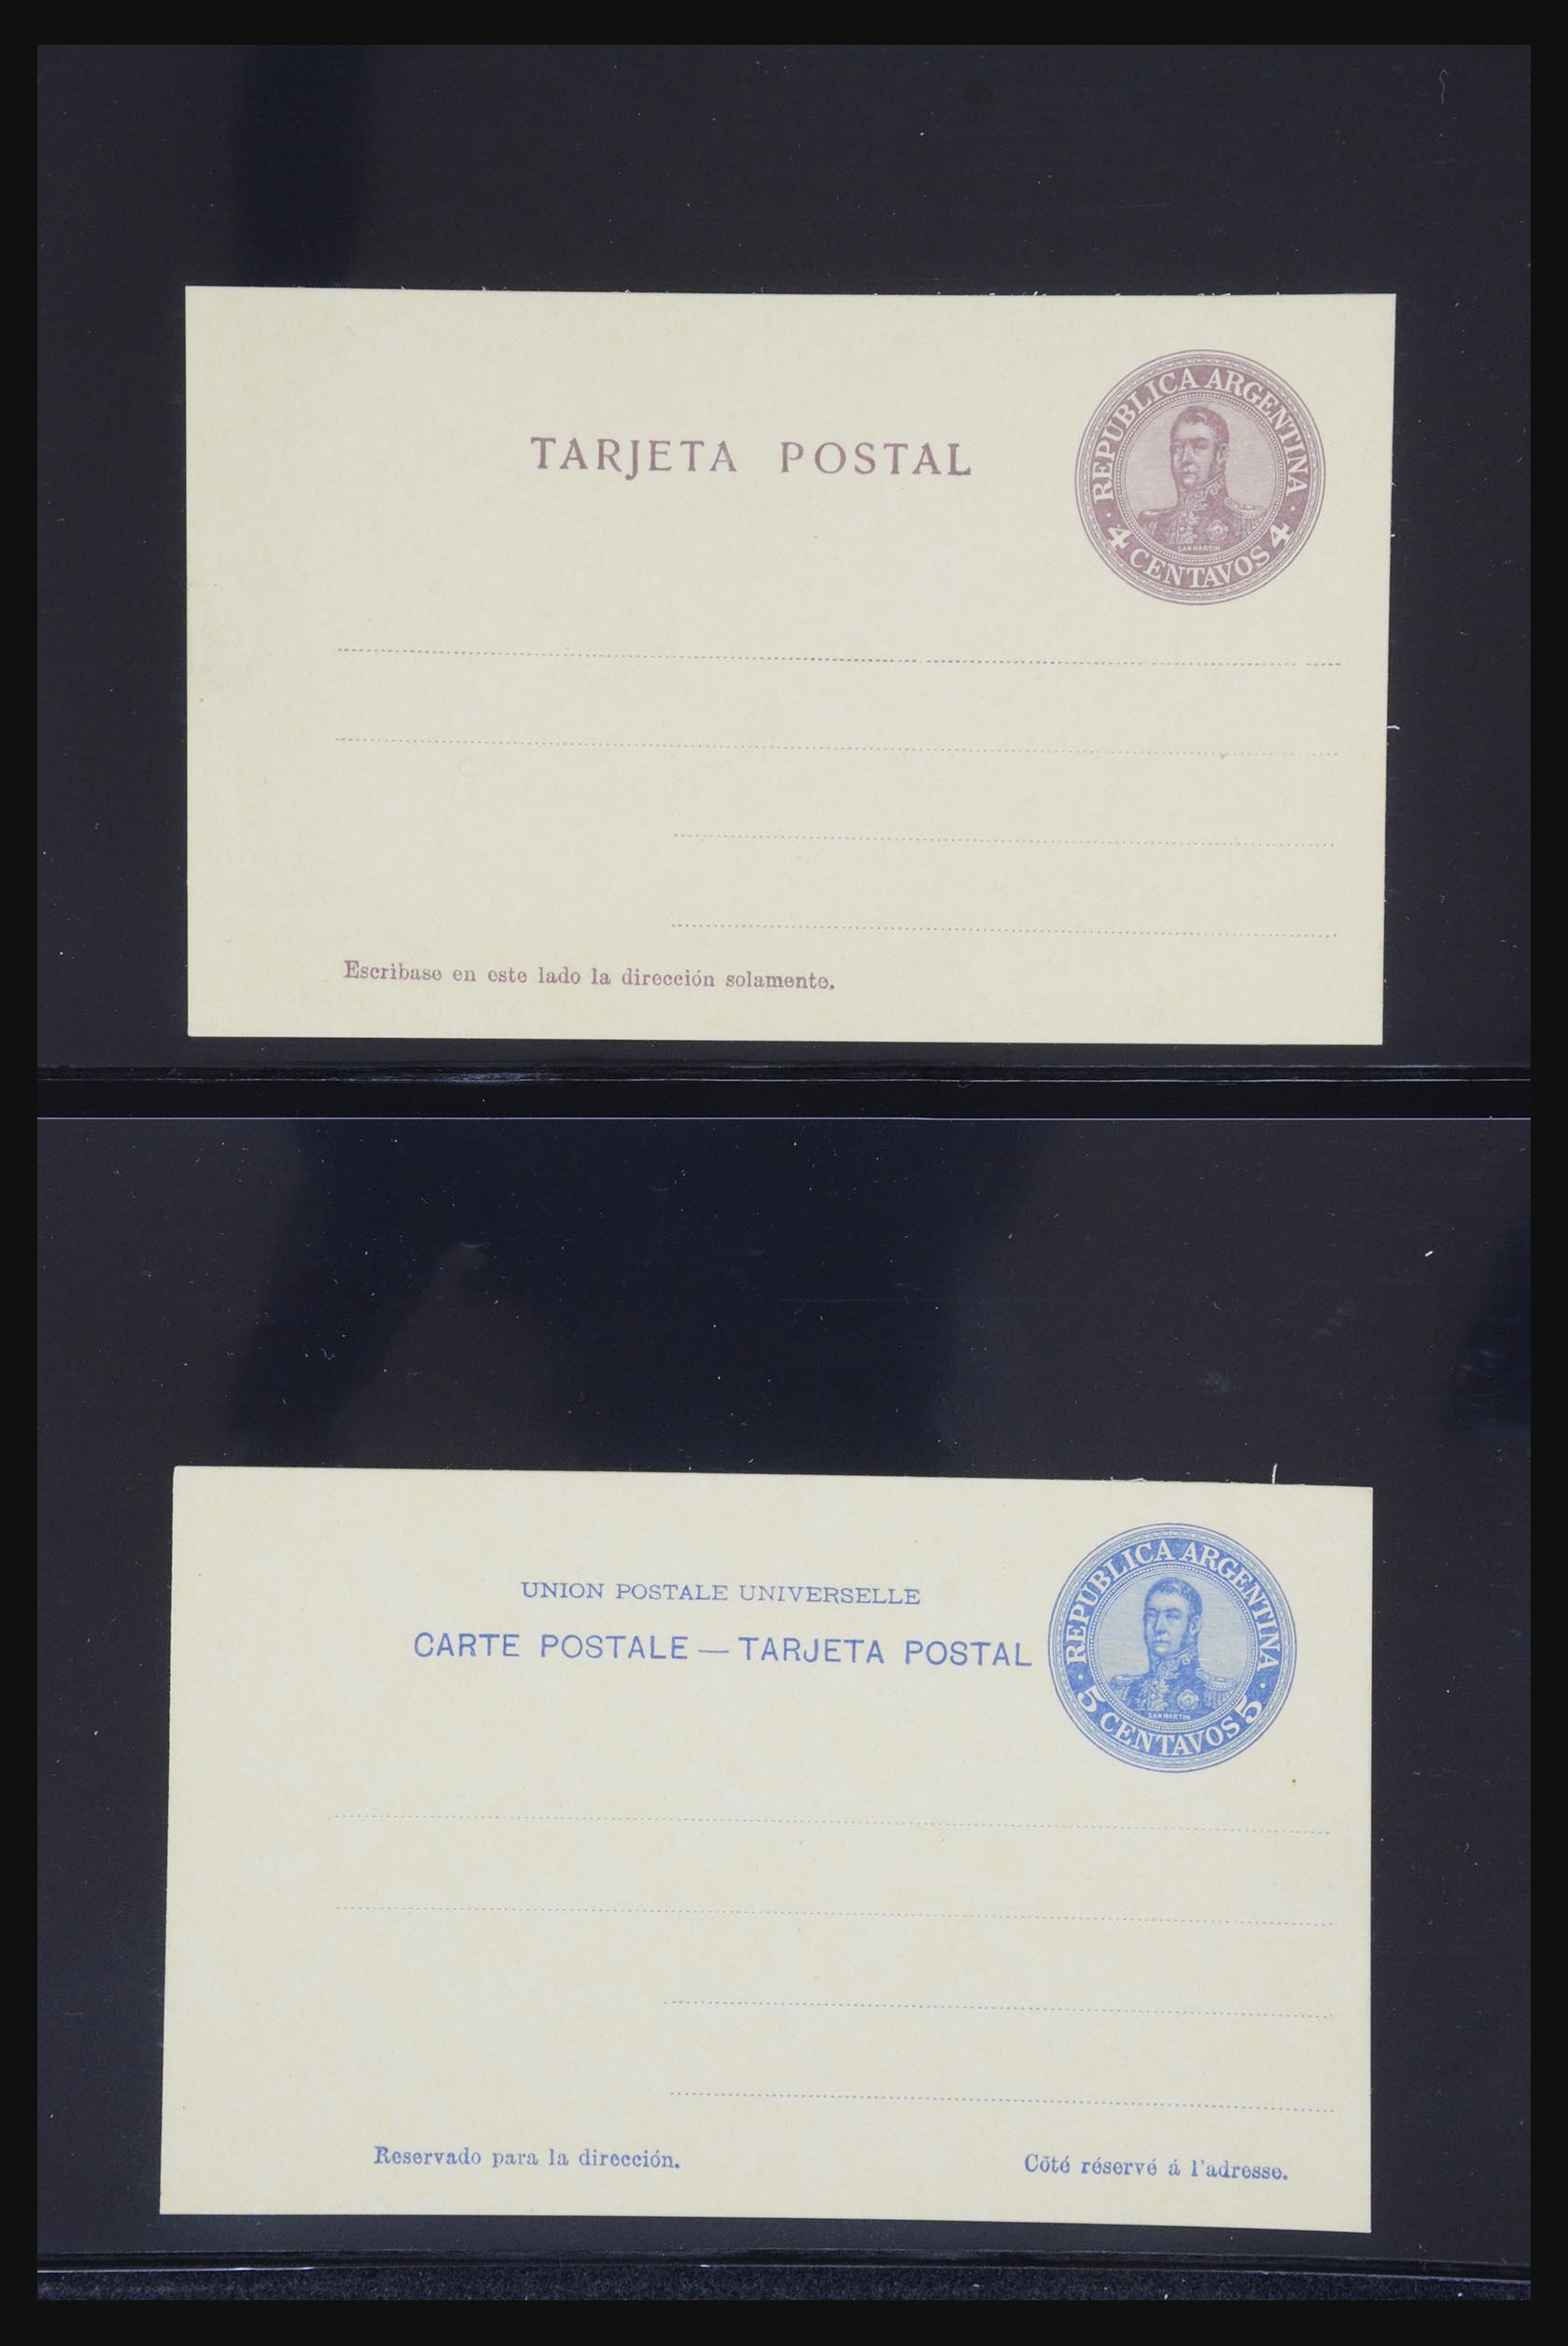 TARJETA POSTAL
REPUBLICA ARGENTINA
SAN MARTIN
4 CENTAVOS 4
Escribase en este lado la dirección solamente.
UNION POSTALE UNIVERSELLE
CARTE POSTALE — TARJETA POSTAL
REPUBLICA ARGENTINA
SAN MARTIN
5 CENTAVOS 5
Reservado para la dirección.
Côté réservé á l'adresse.